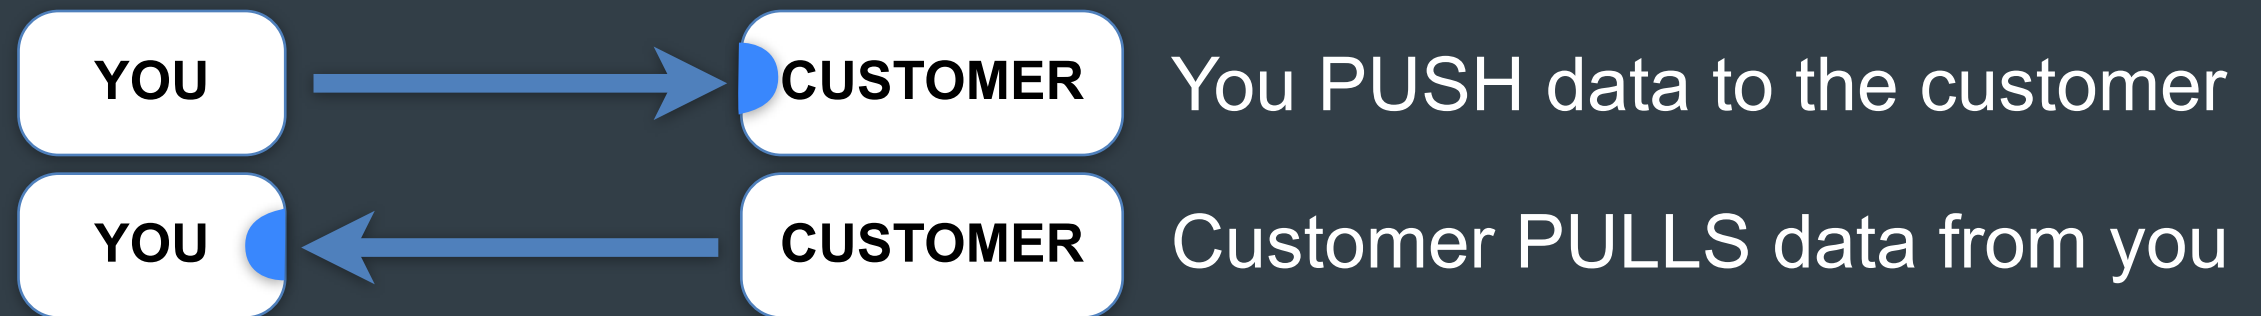 YOU CUSTOMER You PUSH data to the customer
YOU CUSTOMER Customer PULLS data from you